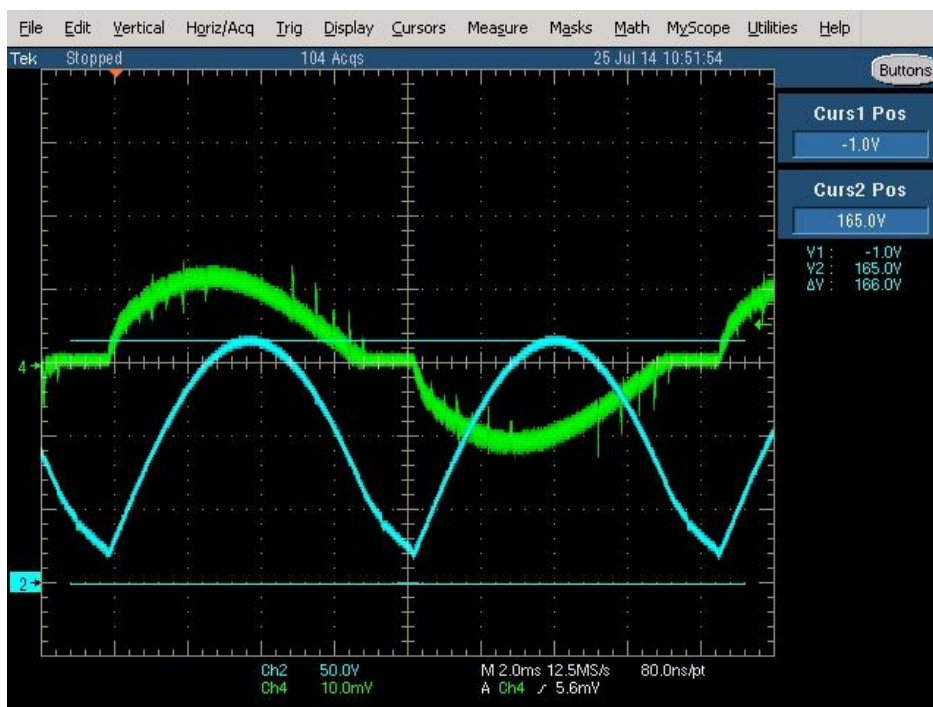 File Edit Vertical Horiz/Acq Trig Display Cursors Measure Masks Math MyScope Utilities Help
Tek Stopped 104 Acqs 25 Jul 14 10:51:54
Buttons
Curs1 Pos
-1.0V
Curs2 Pos
165.0V
V1 : -1.0V
V2 : 165.0V
ΔV : 166.0V
4
2
Ch2 50.0V M 2.0ms 12.5MS/s 80.0ns/pt
Ch4 10.0mV A Ch4 / 5.6mV